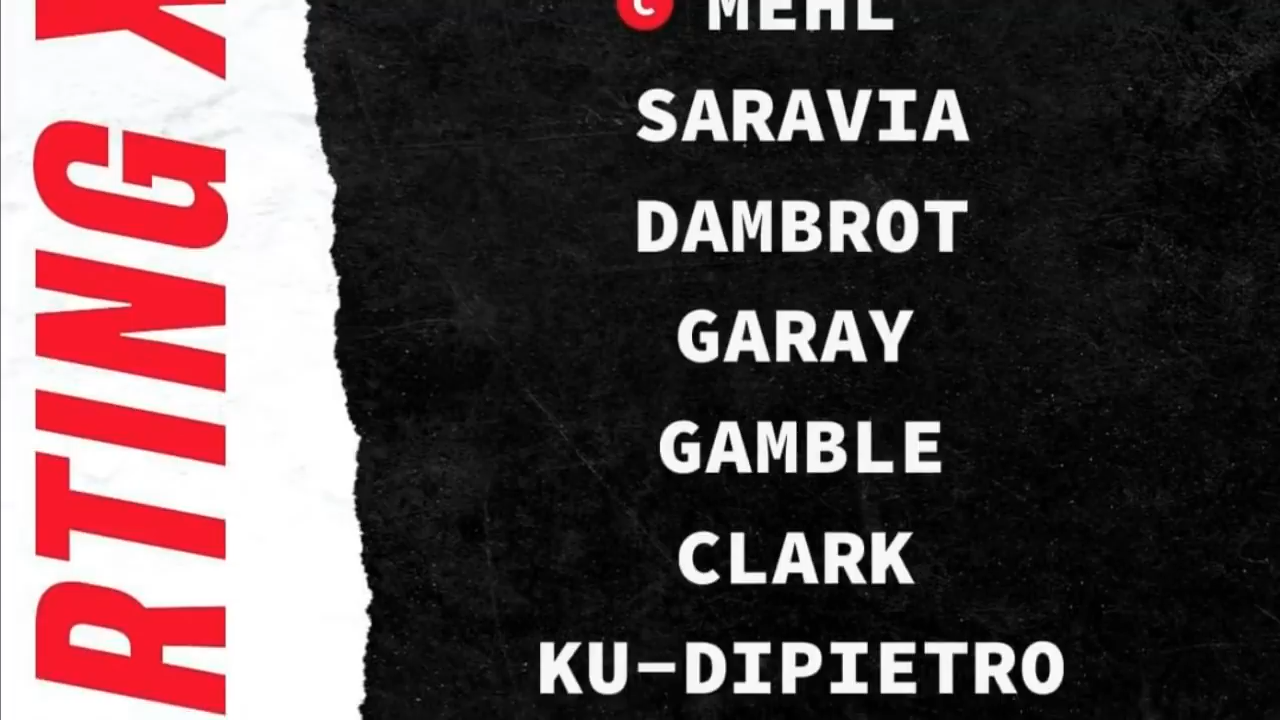 RTING X
C MEHL
SARAVIA
DAMBROT
GARAY
GAMBLE
CLARK
KU-DIPIETRO